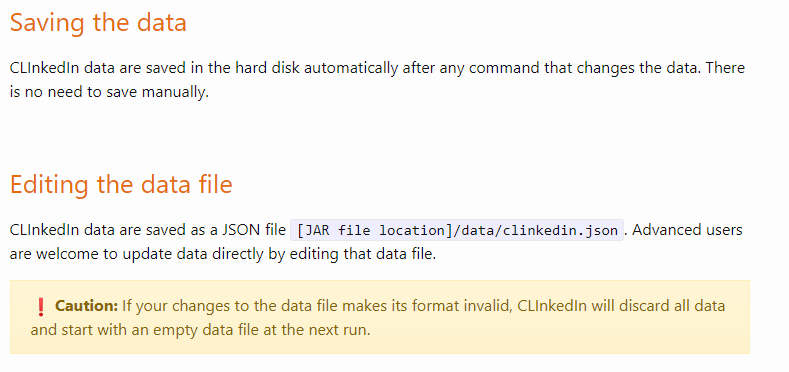 Saving the data
CLInkedIn data are saved in the hard disk automatically after any command that changes the data. There
is no need to save manually.
Editing the data file
CLInkedIn data are saved as a JSON file [JAR file location]/data/clinkedin.json. Advanced users
are welcome to update data directly by editing that data file.
❗ Caution: If your changes to the data file makes its format invalid, CLInkedIn will discard all data
and start with an empty data file at the next run.